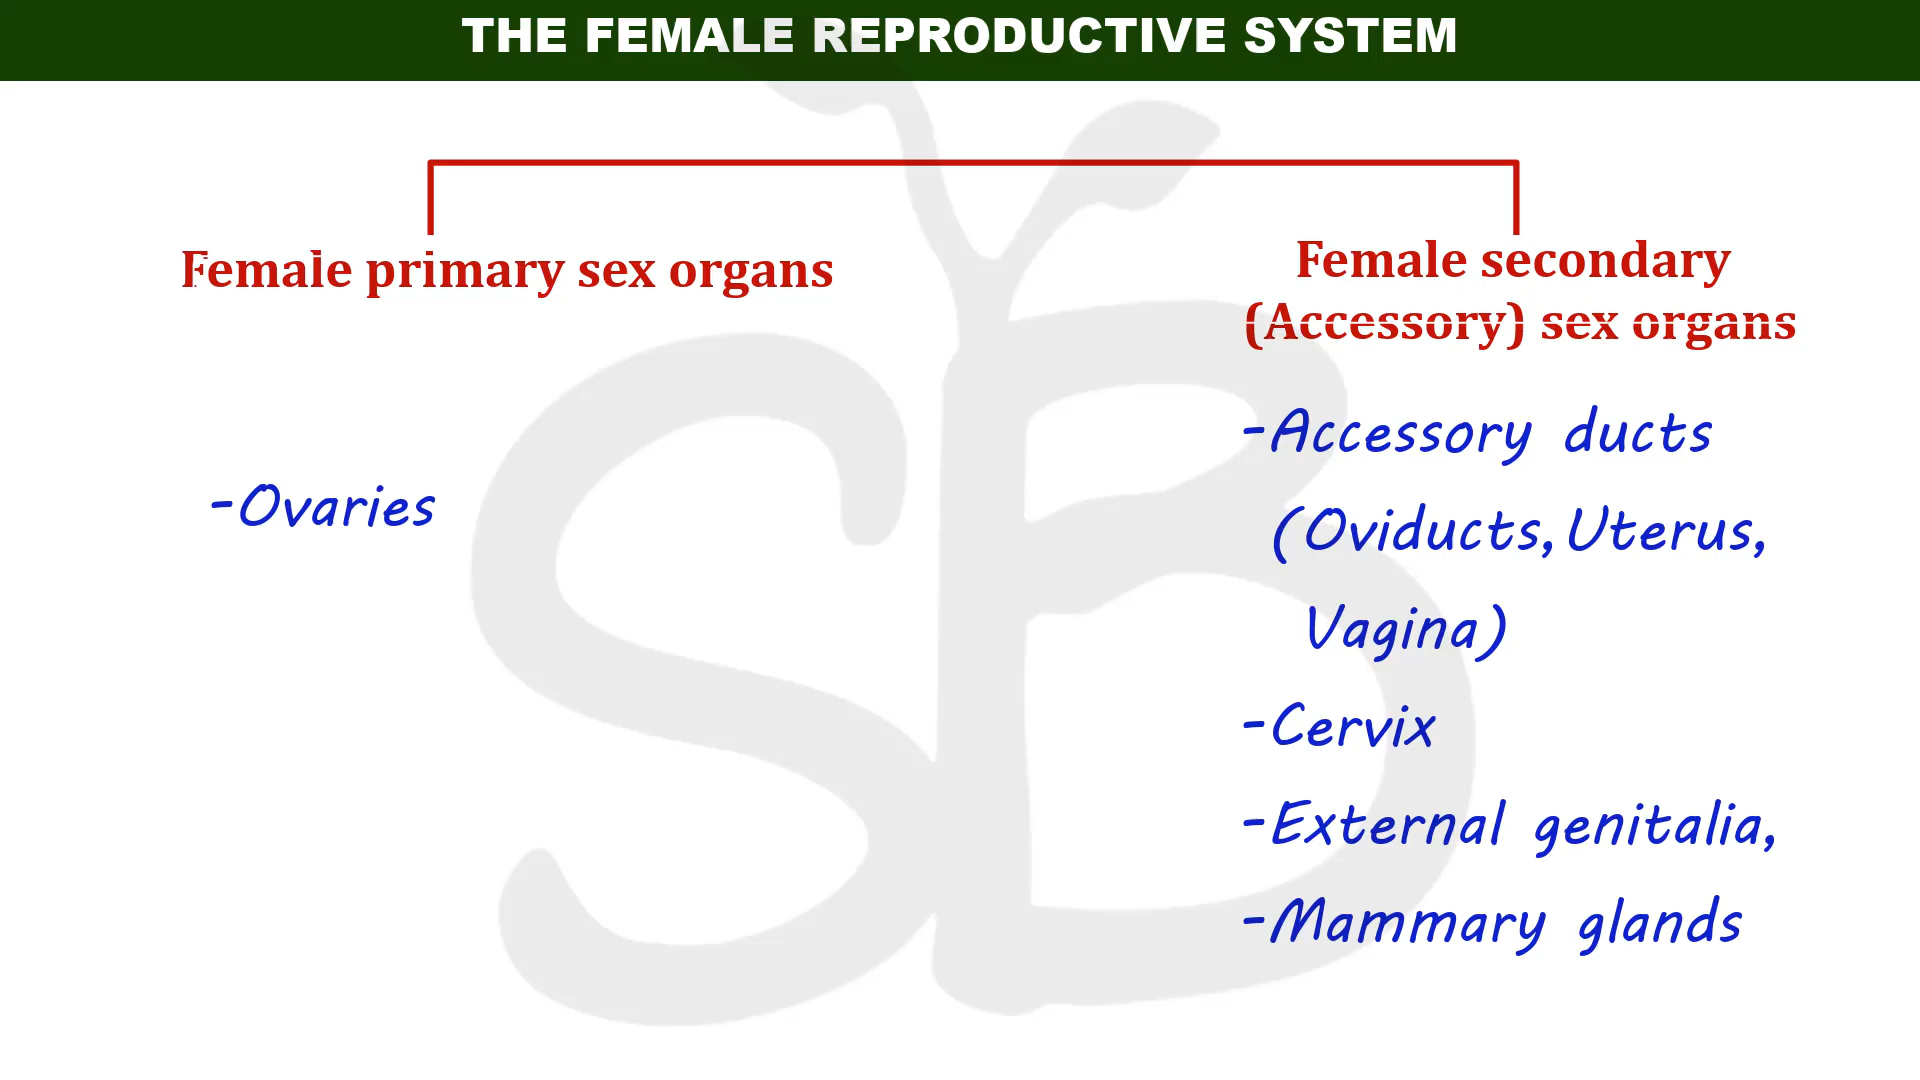 THE FEMALE REPRODUCTIVE SYSTEM
Female primary sex organs
-Ovaries
Female secondary
(Accessory) sex organs
-Accessory ducts
(Oviducts, Uterus,
Vagina)
-Cervix
-External genitalia,
-Mammary glands
SB